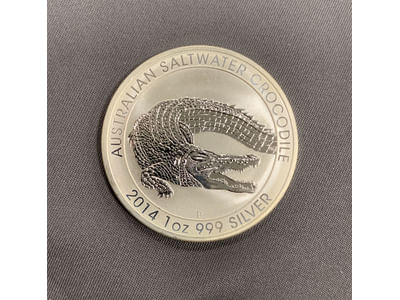 AUSTRALIAN SALTWATER CROCODILE
P
2014 1oz 999 SILVER